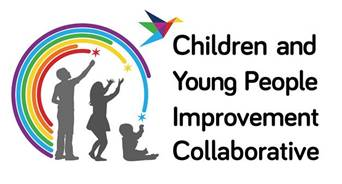 Children and
Young People
Improvement
Collaborative